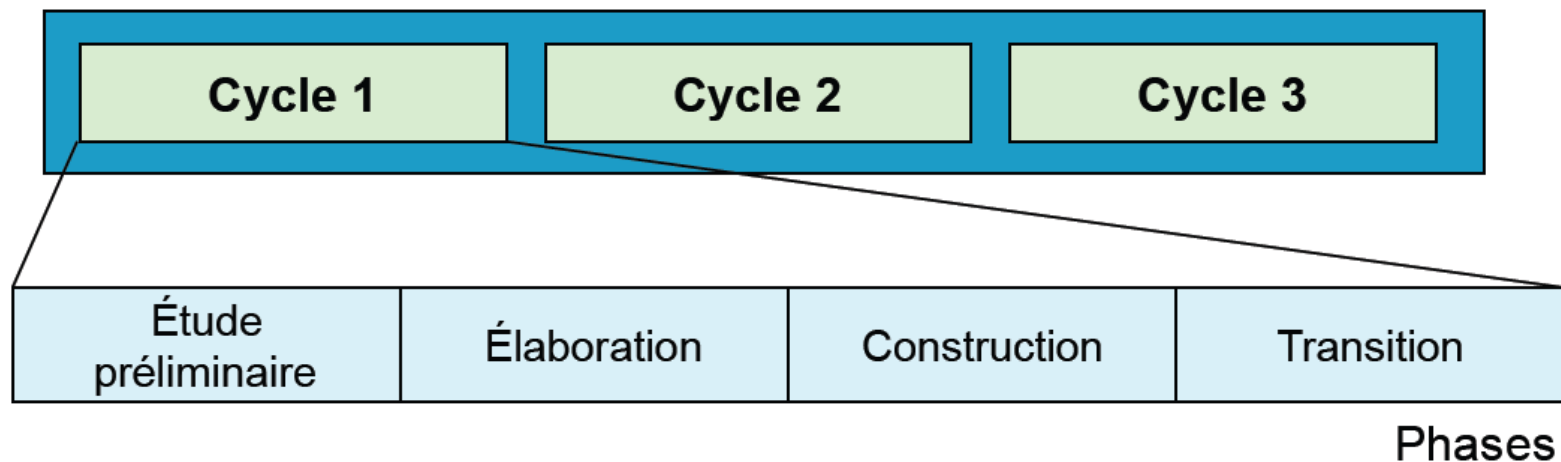 Cycle 1
Cycle 2
Cycle 3
Étude
préliminaire
Élaboration
Construction
Transition
Phases